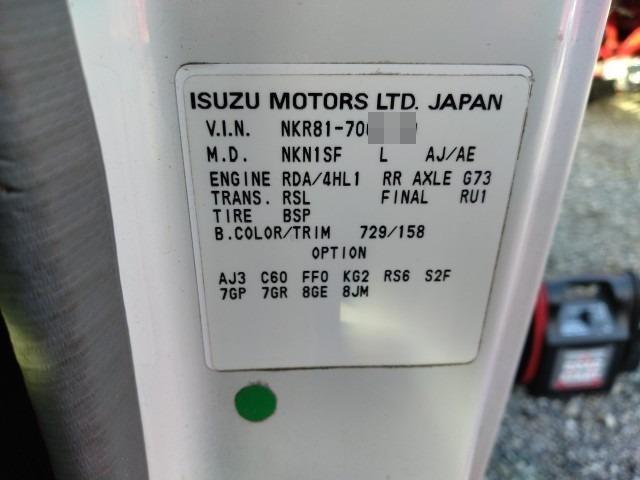 ISUZU MOTORS LTD. JAPAN
V.I.N. NKR81-70
M.D. NKN1SF L AJ/AE
ENGINE RDA/4HL1 RR AXLE G73
TRANS. RSL FINAL RU1
TIRE BSP
B.COLOR/TRIM 729/158
OPTION
AJ3 C60 FF0 KG2 RS6 S2F
7GP 7GR 8GE 8JM